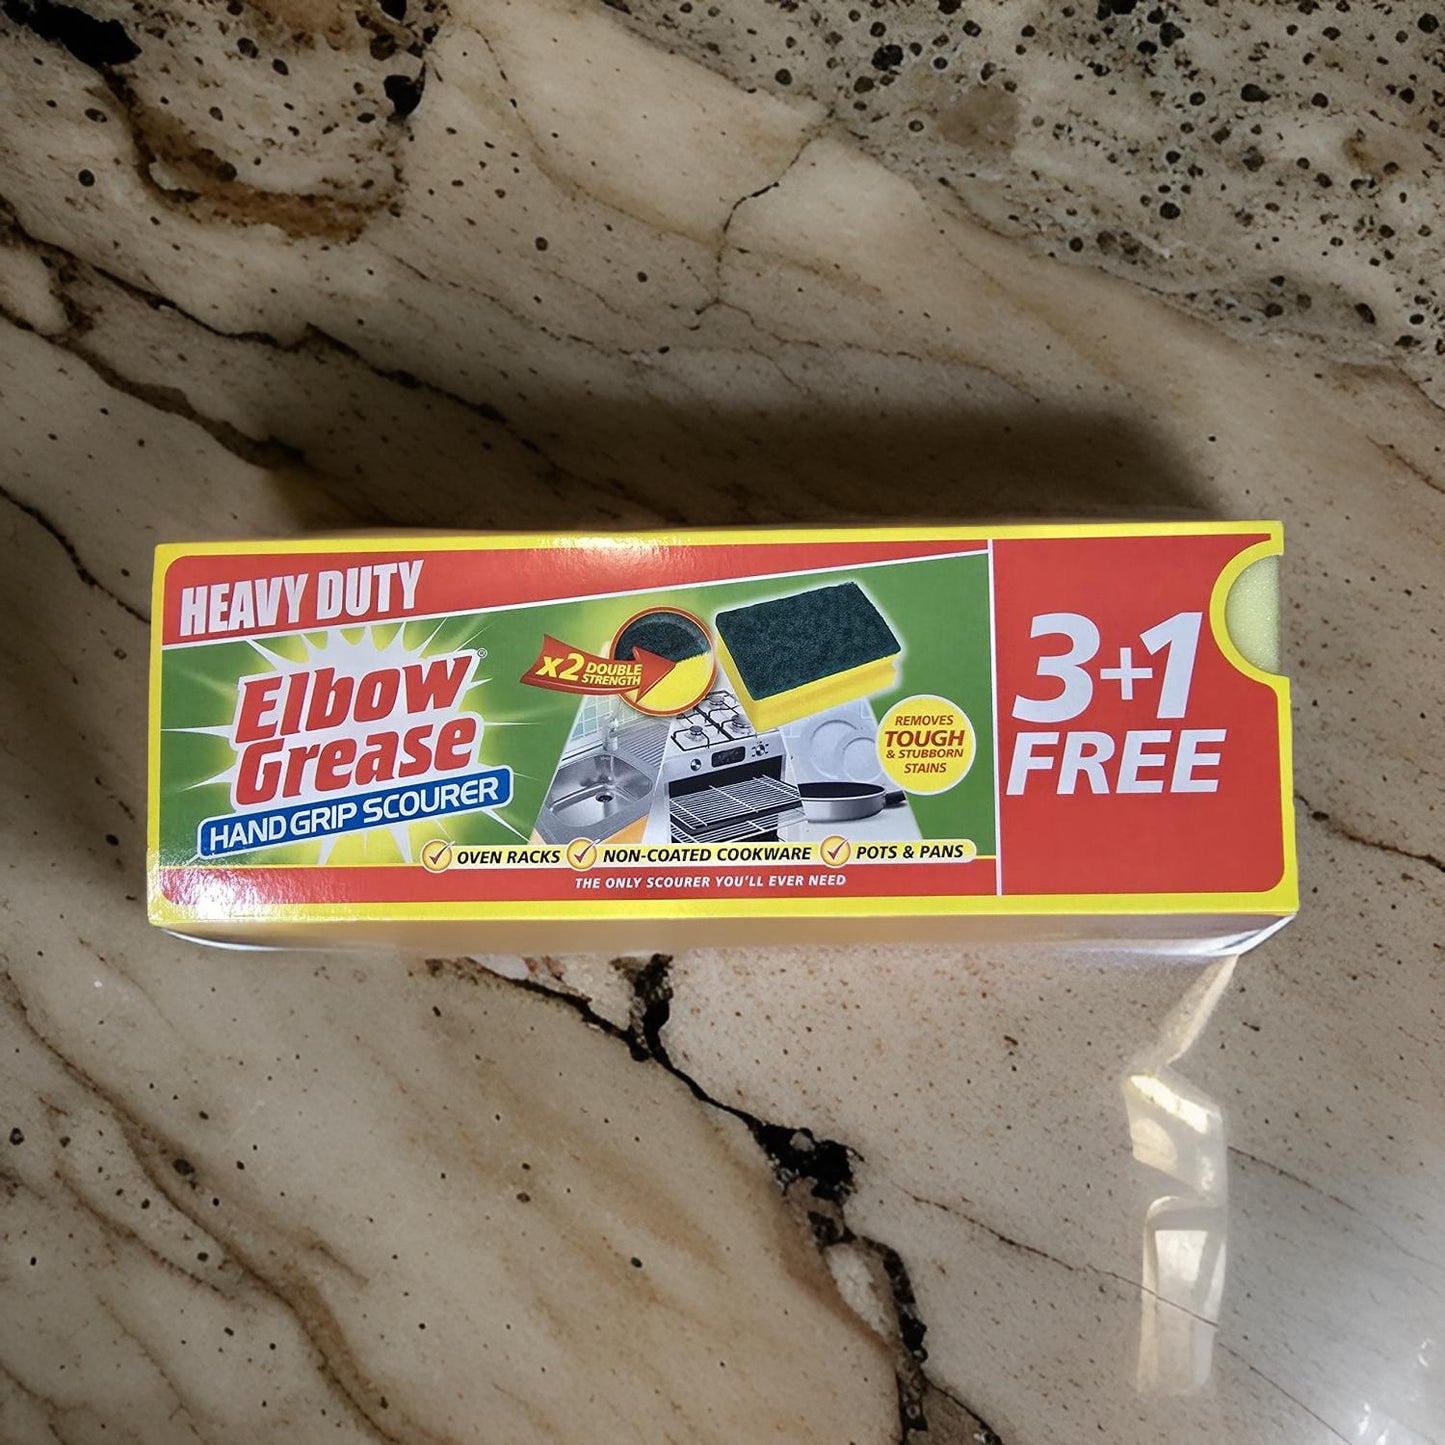 HEAVY DUTY
Elbow®
Grease
HAND GRIP SCOURER
x2 DOUBLE
STRENGTH
REMOVES
TOUGH
& STUBBORN
STAINS
OVEN RACKS NON-COATED COOKWARE POTS & PANS
THE ONLY SCOURER YOU'LL EVER NEED
3+1
FREE